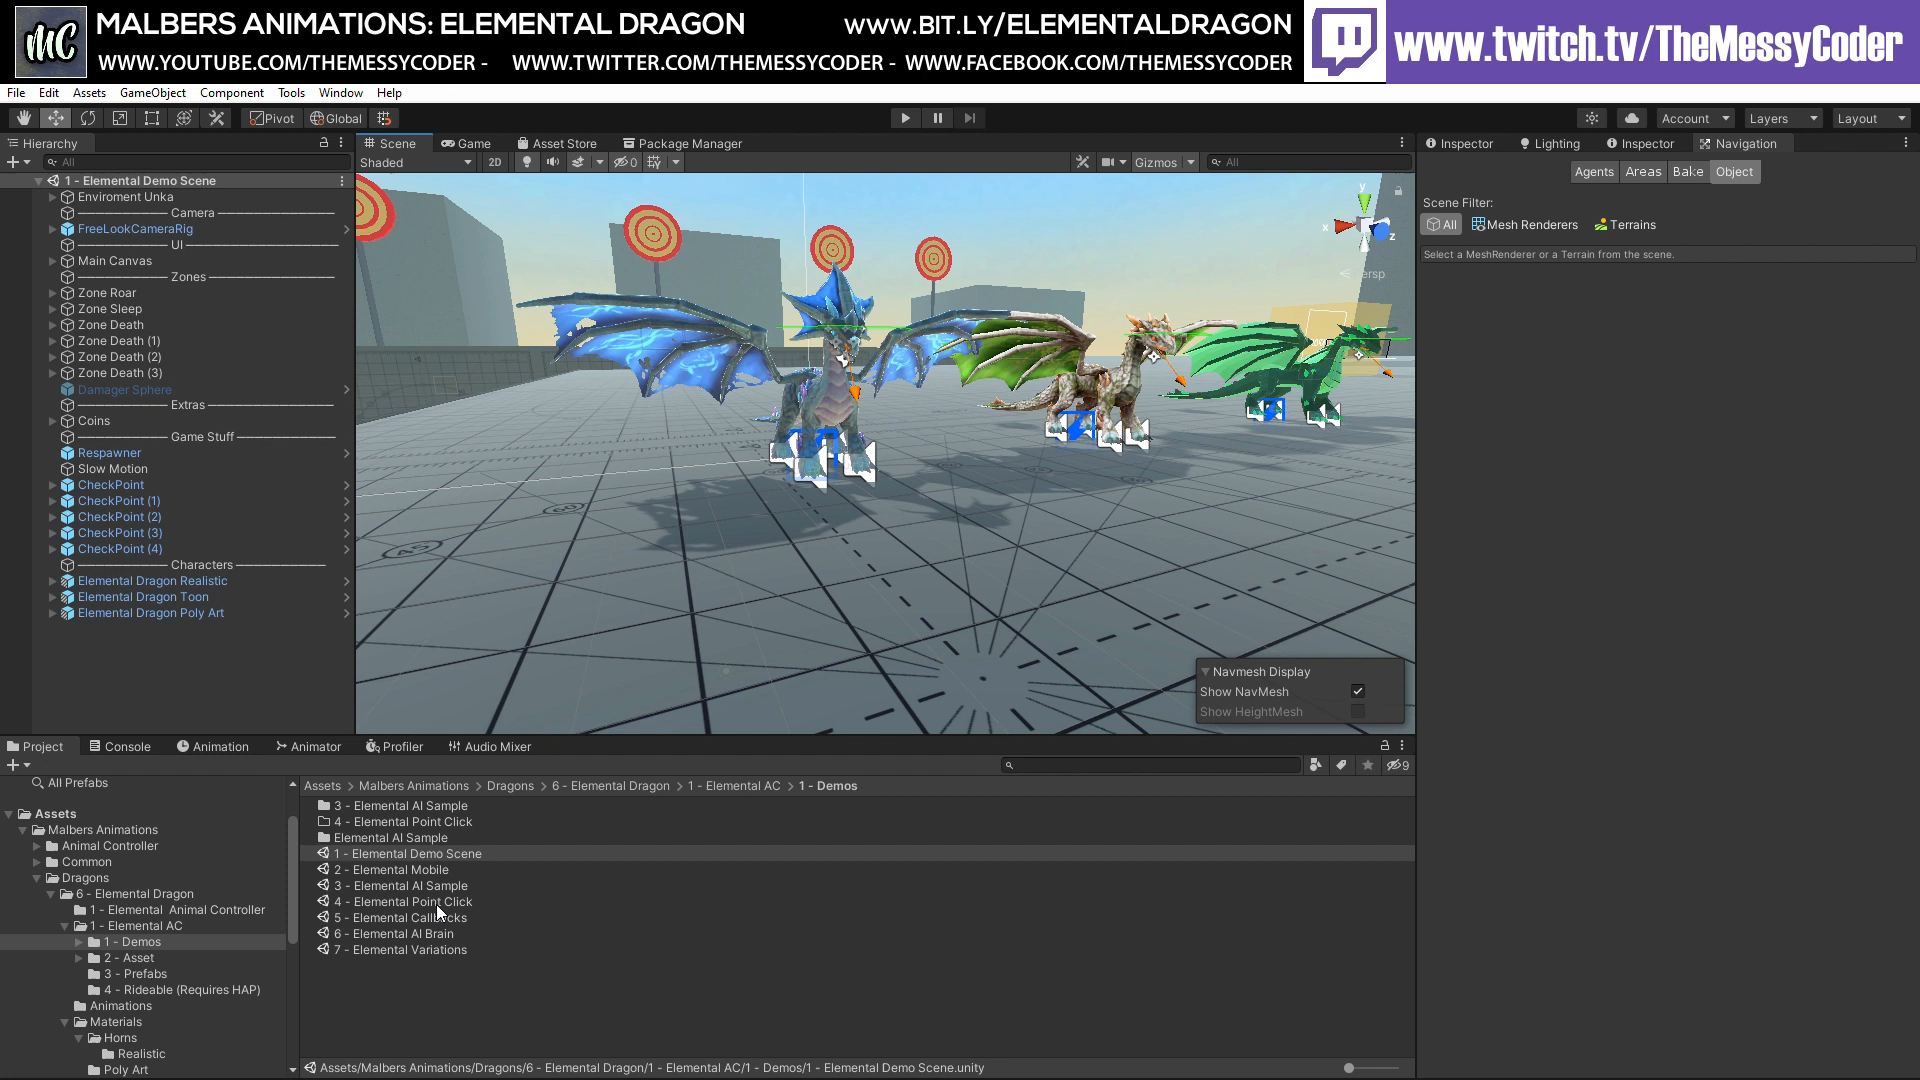 MC
MALBERS ANIMATIONS: ELEMENTAL DRAGON
WWW.BIT.LY/ELEMENTALDRAGON
WWW.YOUTUBE.COM/THEMESSYCODER - WWW.TWITTER.COM/THEMESSYCODER - WWW.FACEBOOK.COM/THEMESSYCODER
www.twitch.tv/TheMessyCoder
File Edit Assets GameObject Component Tools Window Help
Pivot Global
Account Layers Layout
Hierarchy
All
1 - Elemental Demo Scene
Enviroment Unka
Camera
FreeLookCameraRig
UI
Main Canvas
Zones
Zone Roar
Zone Sleep
Zone Death
Zone Death (1)
Zone Death (2)
Zone Death (3)
Damager Sphere
Extras
Coins
Game Stuff
Respawner
Slow Motion
CheckPoint
CheckPoint (1)
CheckPoint (2)
CheckPoint (3)
CheckPoint (4)
Characters
Elemental Dragon Realistic
Elemental Dragon Toon
Elemental Dragon Poly Art
Scene Game Asset Store Package Manager
Shaded 2D 0 Gizmos All
y
x
z
Persp
45
60
Navmesh Display
Show NavMesh
Show HeightMesh
Inspector Lighting Inspector Navigation
Agents Areas Bake Object
Scene Filter:
All Mesh Renderers Terrains
Select a MeshRenderer or a Terrain from the scene.
Project Console Animation Animator Profiler Audio Mixer
9
All Prefabs
Assets
Malbers Animations
Animal Controller
Common
Dragons
6 - Elemental Dragon
1 - Elemental  Animal Controller
1 - Elemental AC
1 - Demos
2 - Asset
3 - Prefabs
4 - Rideable (Requires HAP)
Animations
Materials
Horns
Realistic
Poly Art
Assets > Malbers Animations > Dragons > 6 - Elemental Dragon > 1 - Elemental AC > 1 - Demos
3 - Elemental AI Sample
4 - Elemental Point Click
Elemental AI Sample
1 - Elemental Demo Scene
2 - Elemental Mobile
3 - Elemental AI Sample
4 - Elemental Point Click
5 - Elemental Callbacks
6 - Elemental AI Brain
7 - Elemental Variations
Assets/Malbers Animations/Dragons/6 - Elemental Dragon/1 - Elemental AC/1 - Demos/1 - Elemental Demo Scene.unity